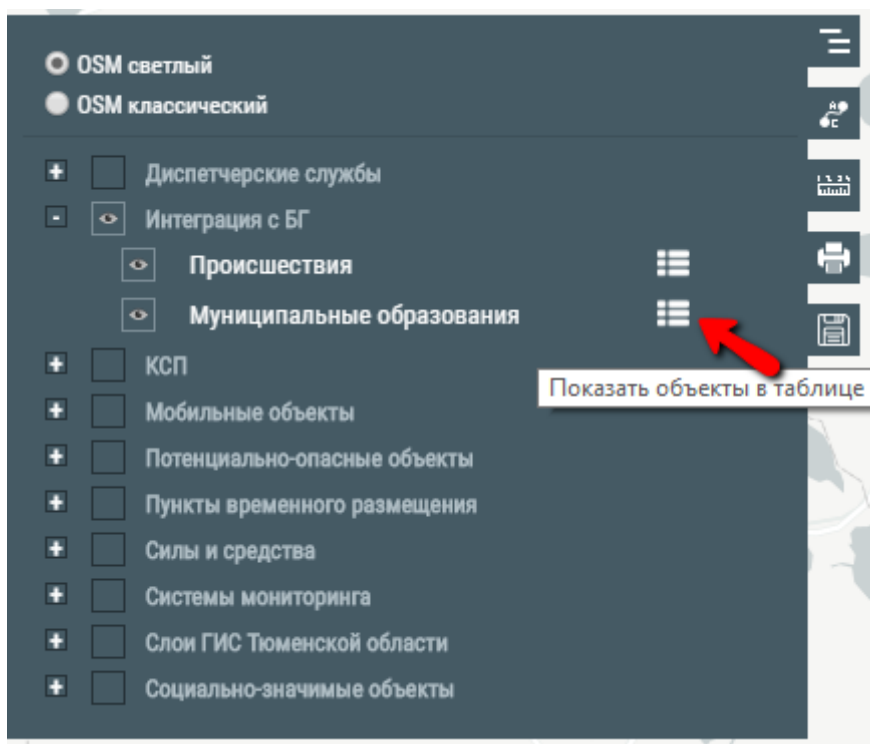 OSM светлый
OSM классический
Диспетчерские службы
Интеграция с БГ
Происшествия
Муниципальные образования
КСП
Показать объекты в таблице
Мобильные объекты
Потенциально-опасные объекты
Пункты временного размещения
Силы и средства
Системы мониторинга
Слои ГИС Тюменской области
Социально-значимые объекты